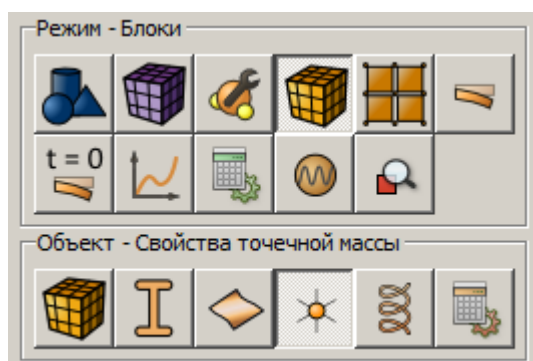 Режим - Блоки
t = 0
Объект - Свойства точечной массы